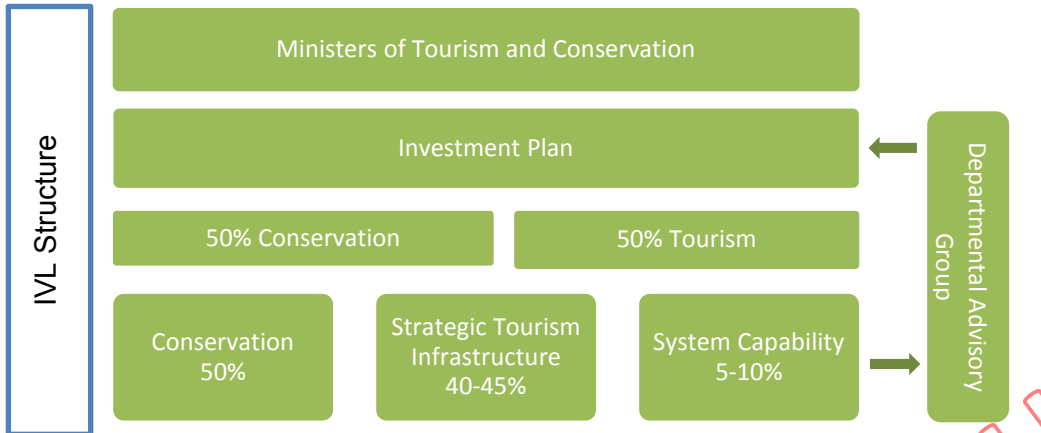 IVL Structure
Ministers of Tourism and Conservation
Investment Plan
50% Conservation
50% Tourism
Conservation
50%
Strategic Tourism
Infrastructure
40-45%
System Capability
5-10%
Departmental Advisory
Group